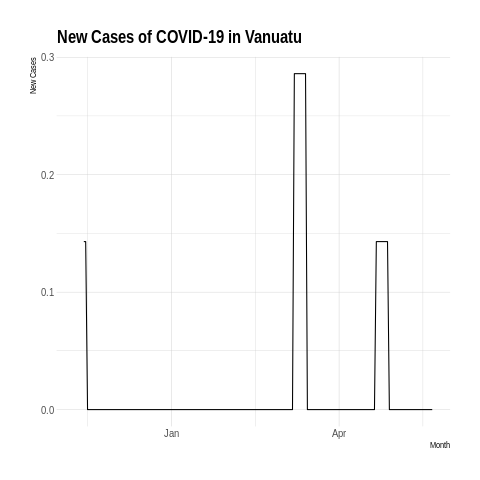 New Cases of COVID-19 in Vanuatu
0.3
New Cases
0.2
0.1
0.0
Jan
Apr
Month